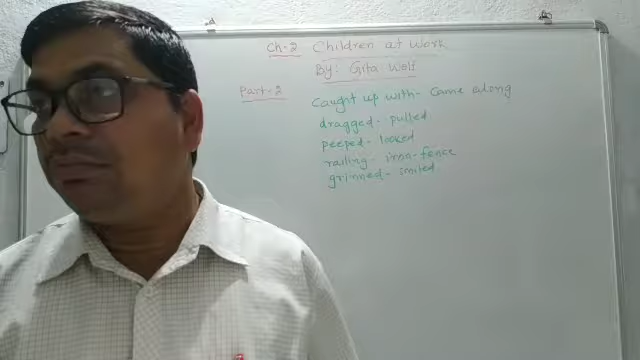 Ch-2 Children at Work
By: Gita Wolf
Part-2
Caught up with - Came along
dragged - pulled
peeped - looked
railing - iron-fence
grinned - smiled